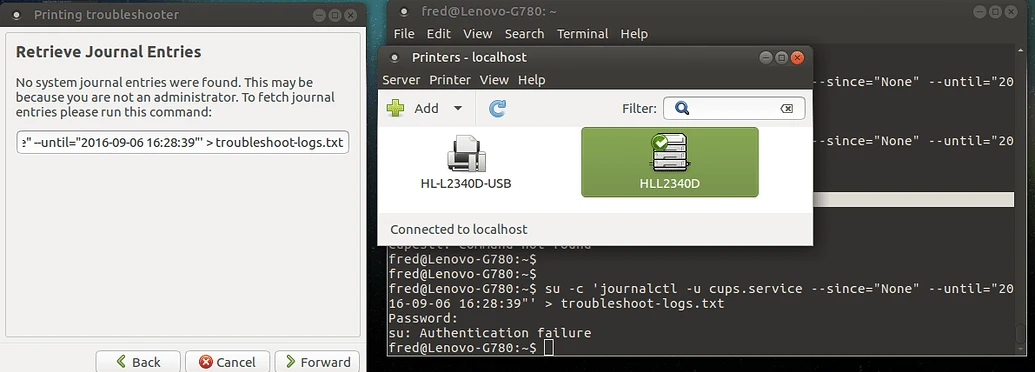 Printing troubleshooter
Retrieve Journal Entries
No system journal entries were found. This may be
because you are not an administrator. To fetch journal
entries please run this command:
e" --until="2016-09-06 16:28:39"' > troubleshoot-logs.txt
Back
Cancel
Forward
fred@Lenovo-G780: ~
File Edit View Search Terminal Help
--since="None" --until="20
--since="None" --until="20
Printers - localhost
Server Printer View Help
Add
Filter:
HL-L2340D-USB
HLL2340D
Connected to localhost
command not found
fred@Lenovo-G780:~$
fred@Lenovo-G780:~$
fred@Lenovo-G780:~$ su -c 'journalctl -u cups.service --since="None" --until="20
16-09-06 16:28:39"' > troubleshoot-logs.txt
Password:
su: Authentication failure
fred@Lenovo-G780:~$